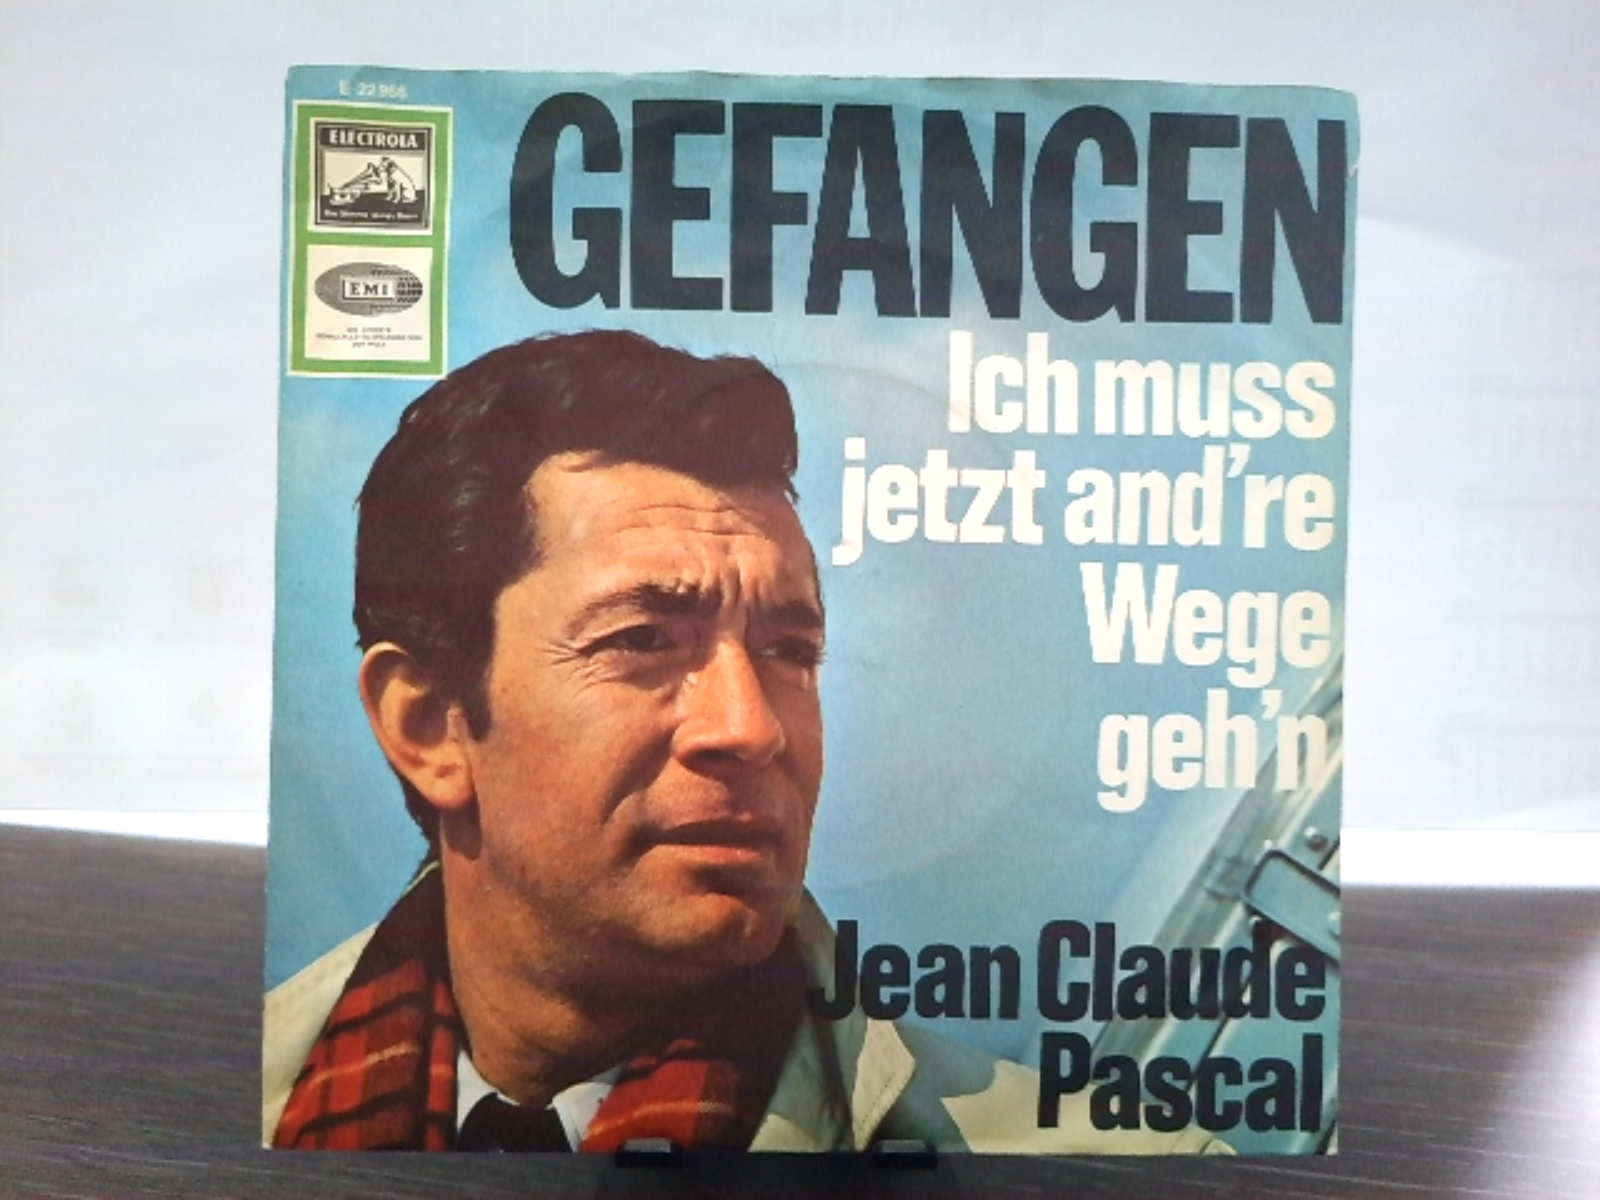 E 22 966
ELECTROLA
EMI
GEFANGEN
Ich muss
jetzt and're
Wege
geh'n
Jean Claude
Pascal